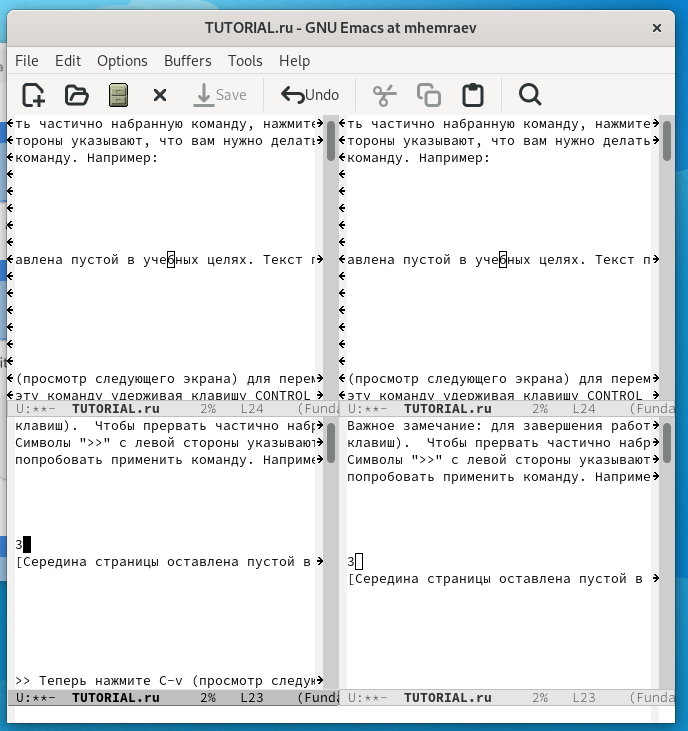 TUTORIAL.ru - GNU Emacs at mhemraev
File Edit Options Buffers Tools Help
Save Undo
ть частично набранную команду, нажмите
тороны указывают, что вам нужно делать
команду. Например:
авлена пустой в учебных целях. Текст п
(просмотр следующего экрана) для перем
эту команду удерживая клавишу CONTROL
U:**- TUTORIAL.ru 2% L24 (Funda
ть частично набранную команду, нажмите
тороны указывают, что вам нужно делать
команду. Например:
авлена пустой в учебных целях. Текст п
(просмотр следующего экрана) для перем
эту команду удерживая клавишу CONTROL
U:**- TUTORIAL.ru 2% L24 (Funda
клавиш). Чтобы прервать частично набр
Символы ">>" с левой стороны указывают
попробовать применить команду. Наприме
3
[Середина страницы оставлена пустой в
>> Теперь нажмите C-v (просмотр следую
U:**- TUTORIAL.ru 2% L23 (Funda
Важное замечание: для завершения работ
клавиш). Чтобы прервать частично набр
Символы ">>" с левой стороны указывают
попробовать применить команду. Наприме
3
[Середина страницы оставлена пустой в
U:**- TUTORIAL.ru 2% L23 (Funda